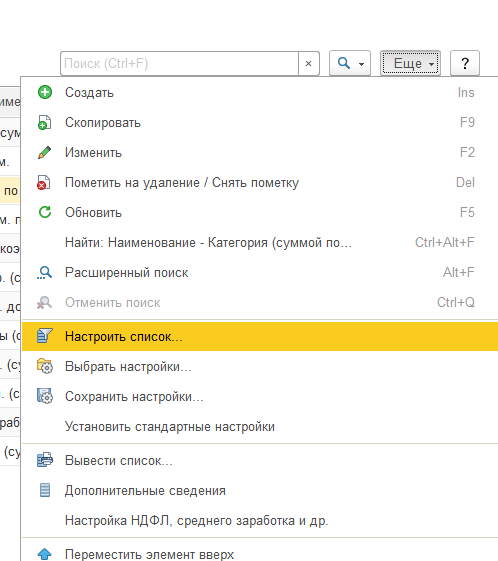 Поиск (Ctrl+F) × Еще ?
Создать Ins
Скопировать F9
Изменить F2
Пометить на удаление / Снять пометку Del
Обновить F5
Найти: Наименование - Категория (суммой по... Ctrl+Alt+F
Расширенный поиск Alt+F
Отменить поиск Ctrl+Q
Настроить список...
Выбрать настройки...
Сохранить настройки...
Установить стандартные настройки
Вывести список...
Дополнительные сведения
Настройка НДФЛ, среднего заработка и др.
Переместить элемент вверх